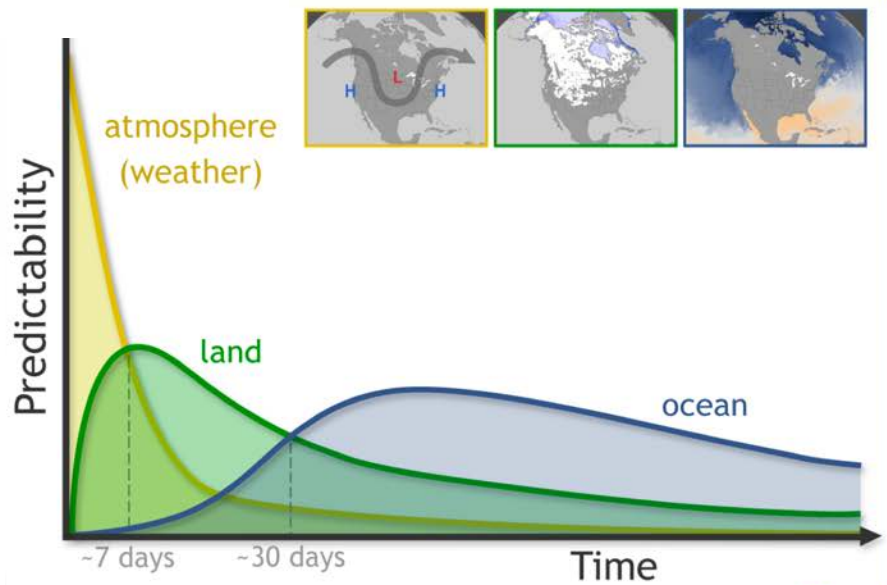 L
H
H
atmosphere
(weather)
land
ocean
Predictability
~7 days
~30 days
Time